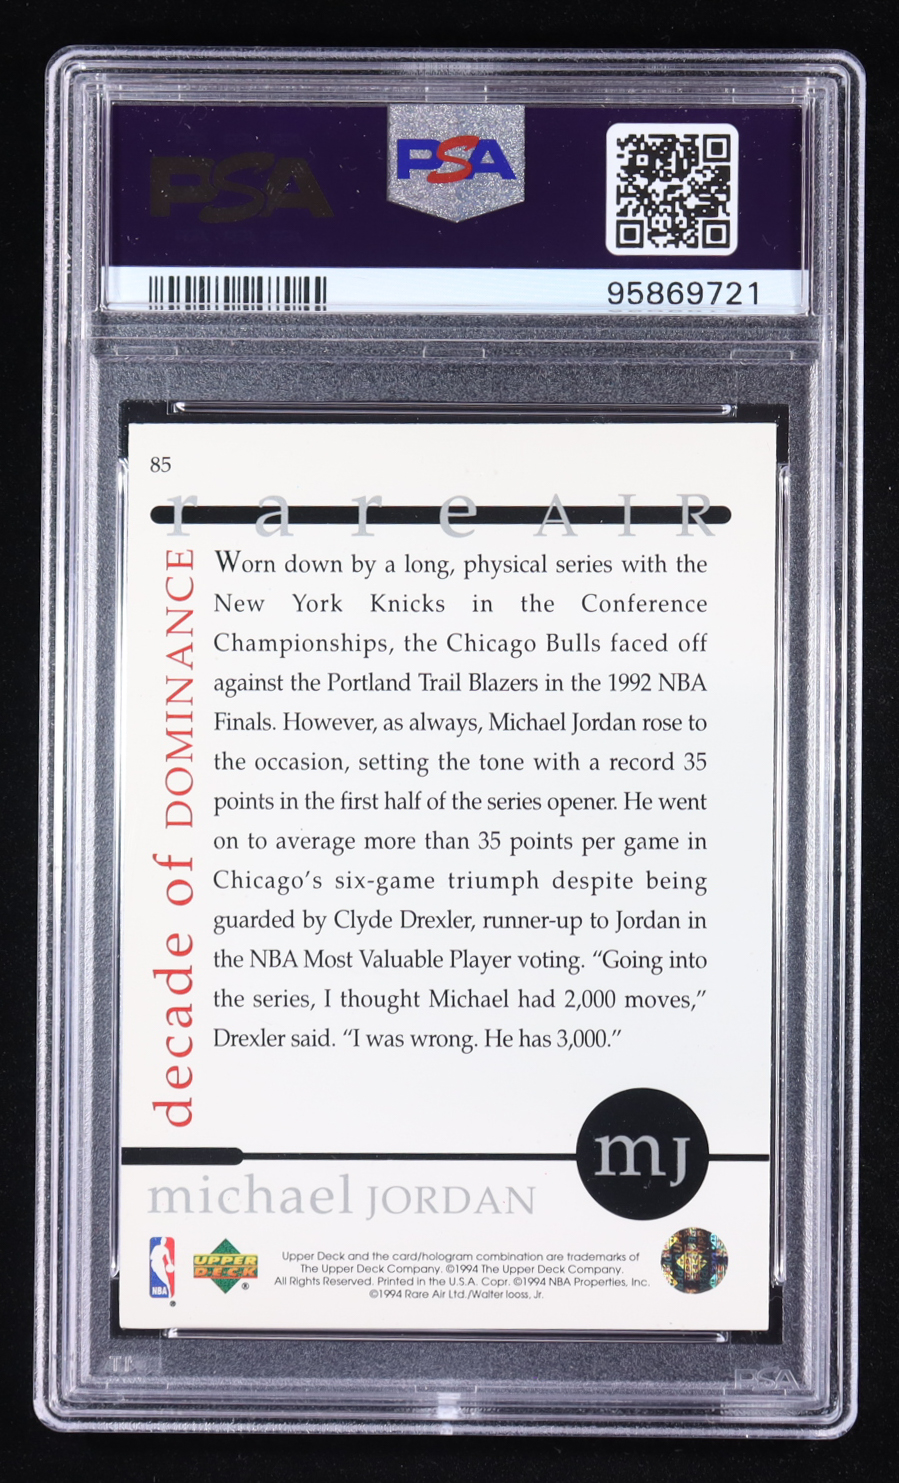 PSA
PSA
95869721
85
rare AIR
decade of DOMINANCE
Worn down by a long, physical series with the
New York Knicks in the Conference
Championships, the Chicago Bulls faced off
against the Portland Trail Blazers in the 1992 NBA
Finals. However, as always, Michael Jordan rose to
the occasion, setting the tone with a record 35
points in the first half of the series opener. He went
on to average more than 35 points per game in
Chicago's six-game triumph despite being
guarded by Clyde Drexler, runner-up to Jordan in
the NBA Most Valuable Player voting. “Going into
the series, I thought Michael had 2,000 moves,”
Drexler said. “I was wrong. He has 3,000.”
mJ
michael JORDAN
NBA
®
UPPER
DECK
®
Upper Deck and the card/hologram combination are trademarks of
The Upper Deck Company. ©1994 The Upper Deck Company.
All Rights Reserved. Printed in the U.S.A. Copr. ©1994 NBA Properties, Inc.
©1994 Rare Air Ltd./Walter Iooss, Jr.
PSA